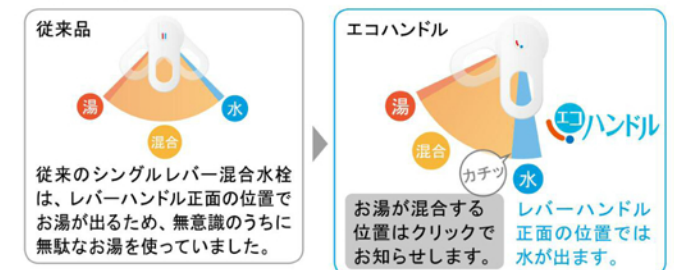 従来品
湯
水
混合
従来のシングルレバー混合水栓
は、レバーハンドル正面の位置で
お湯が出るため、無意識のうちに
無駄なお湯を使っていました。
エコハンドル
湯
混合
カチッ
水
エコハンドル
お湯が混合する
位置はクリックで
お知らせします。
レバーハンドル
正面の位置では
水が出ます。